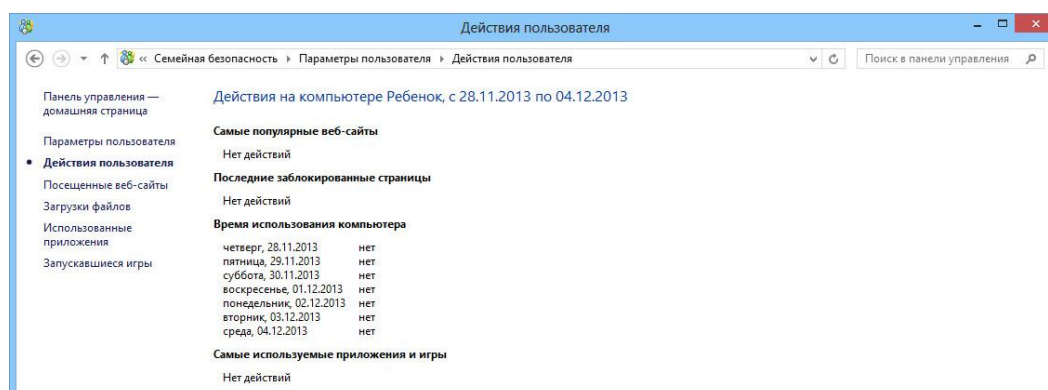 Действия пользователя
« Семейная безопасность ▸ Параметры пользователя ▸ Действия пользователя
Поиск в панели управления
Панель управления —
домашняя страница
Параметры пользователя
Действия пользователя
Посещенные веб-сайты
Загрузки файлов
Использованные
приложения
Запускавшиеся игры
Действия на компьютере Ребенок, с 28.11.2013 по 04.12.2013
Самые популярные веб-сайты
Нет действий
Последние заблокированные страницы
Нет действий
Время использования компьютера
четверг, 28.11.2013 нет
пятница, 29.11.2013 нет
суббота, 30.11.2013 нет
воскресенье, 01.12.2013 нет
понедельник, 02.12.2013 нет
вторник, 03.12.2013 нет
среда, 04.12.2013 нет
Самые используемые приложения и игры
Нет действий